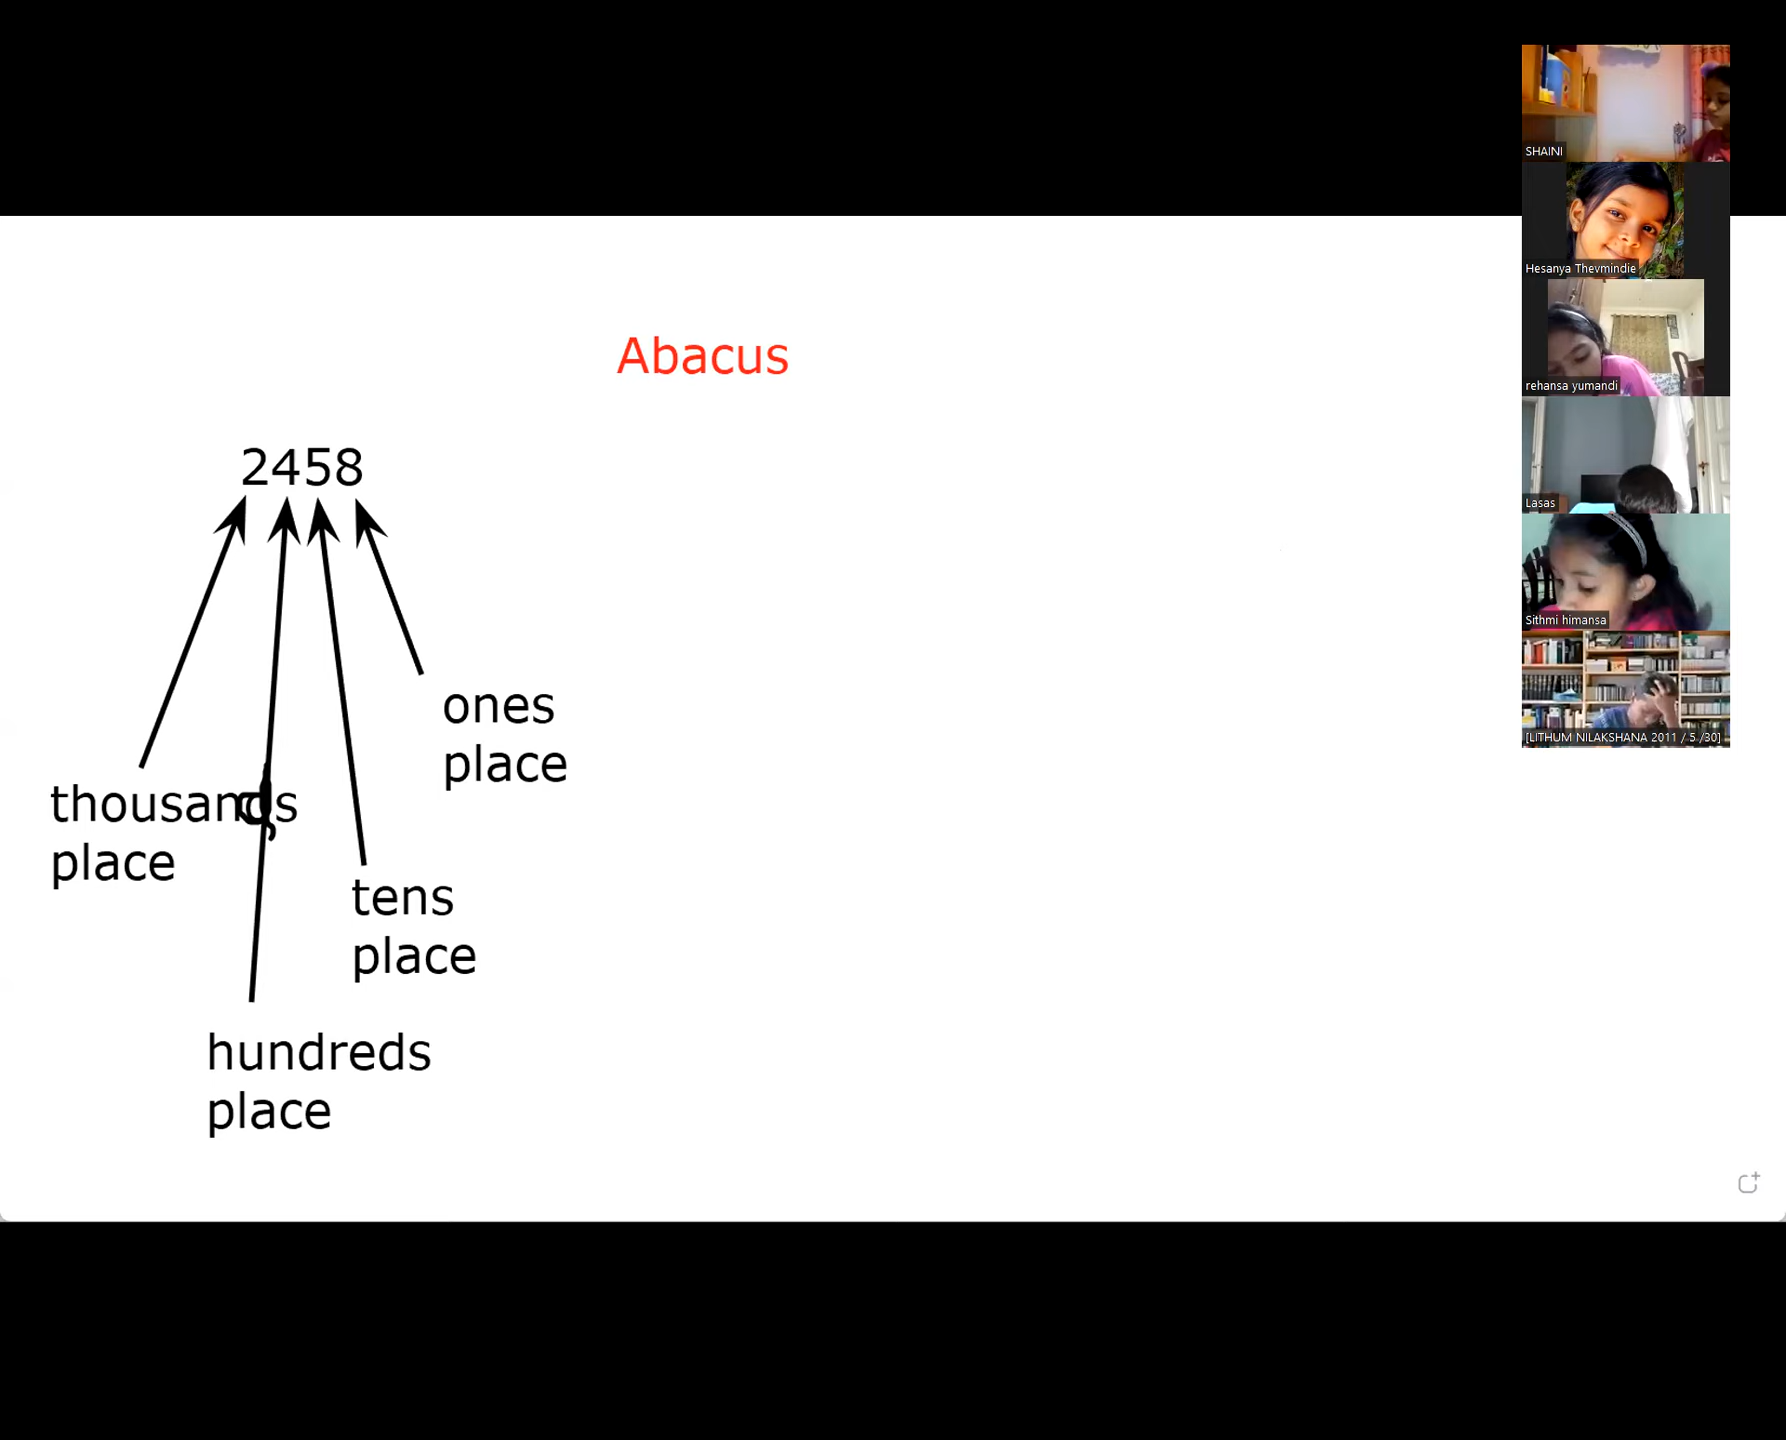 Abacus
2458
ones
place
thousands
place
tens
place
hundreds
place
SHAINI
Hesanya Thevmindie
rehansa yumandi
Lasas
Sithmi himansa
[LITHUM NILAKSHANA 2011 / 5 /30]